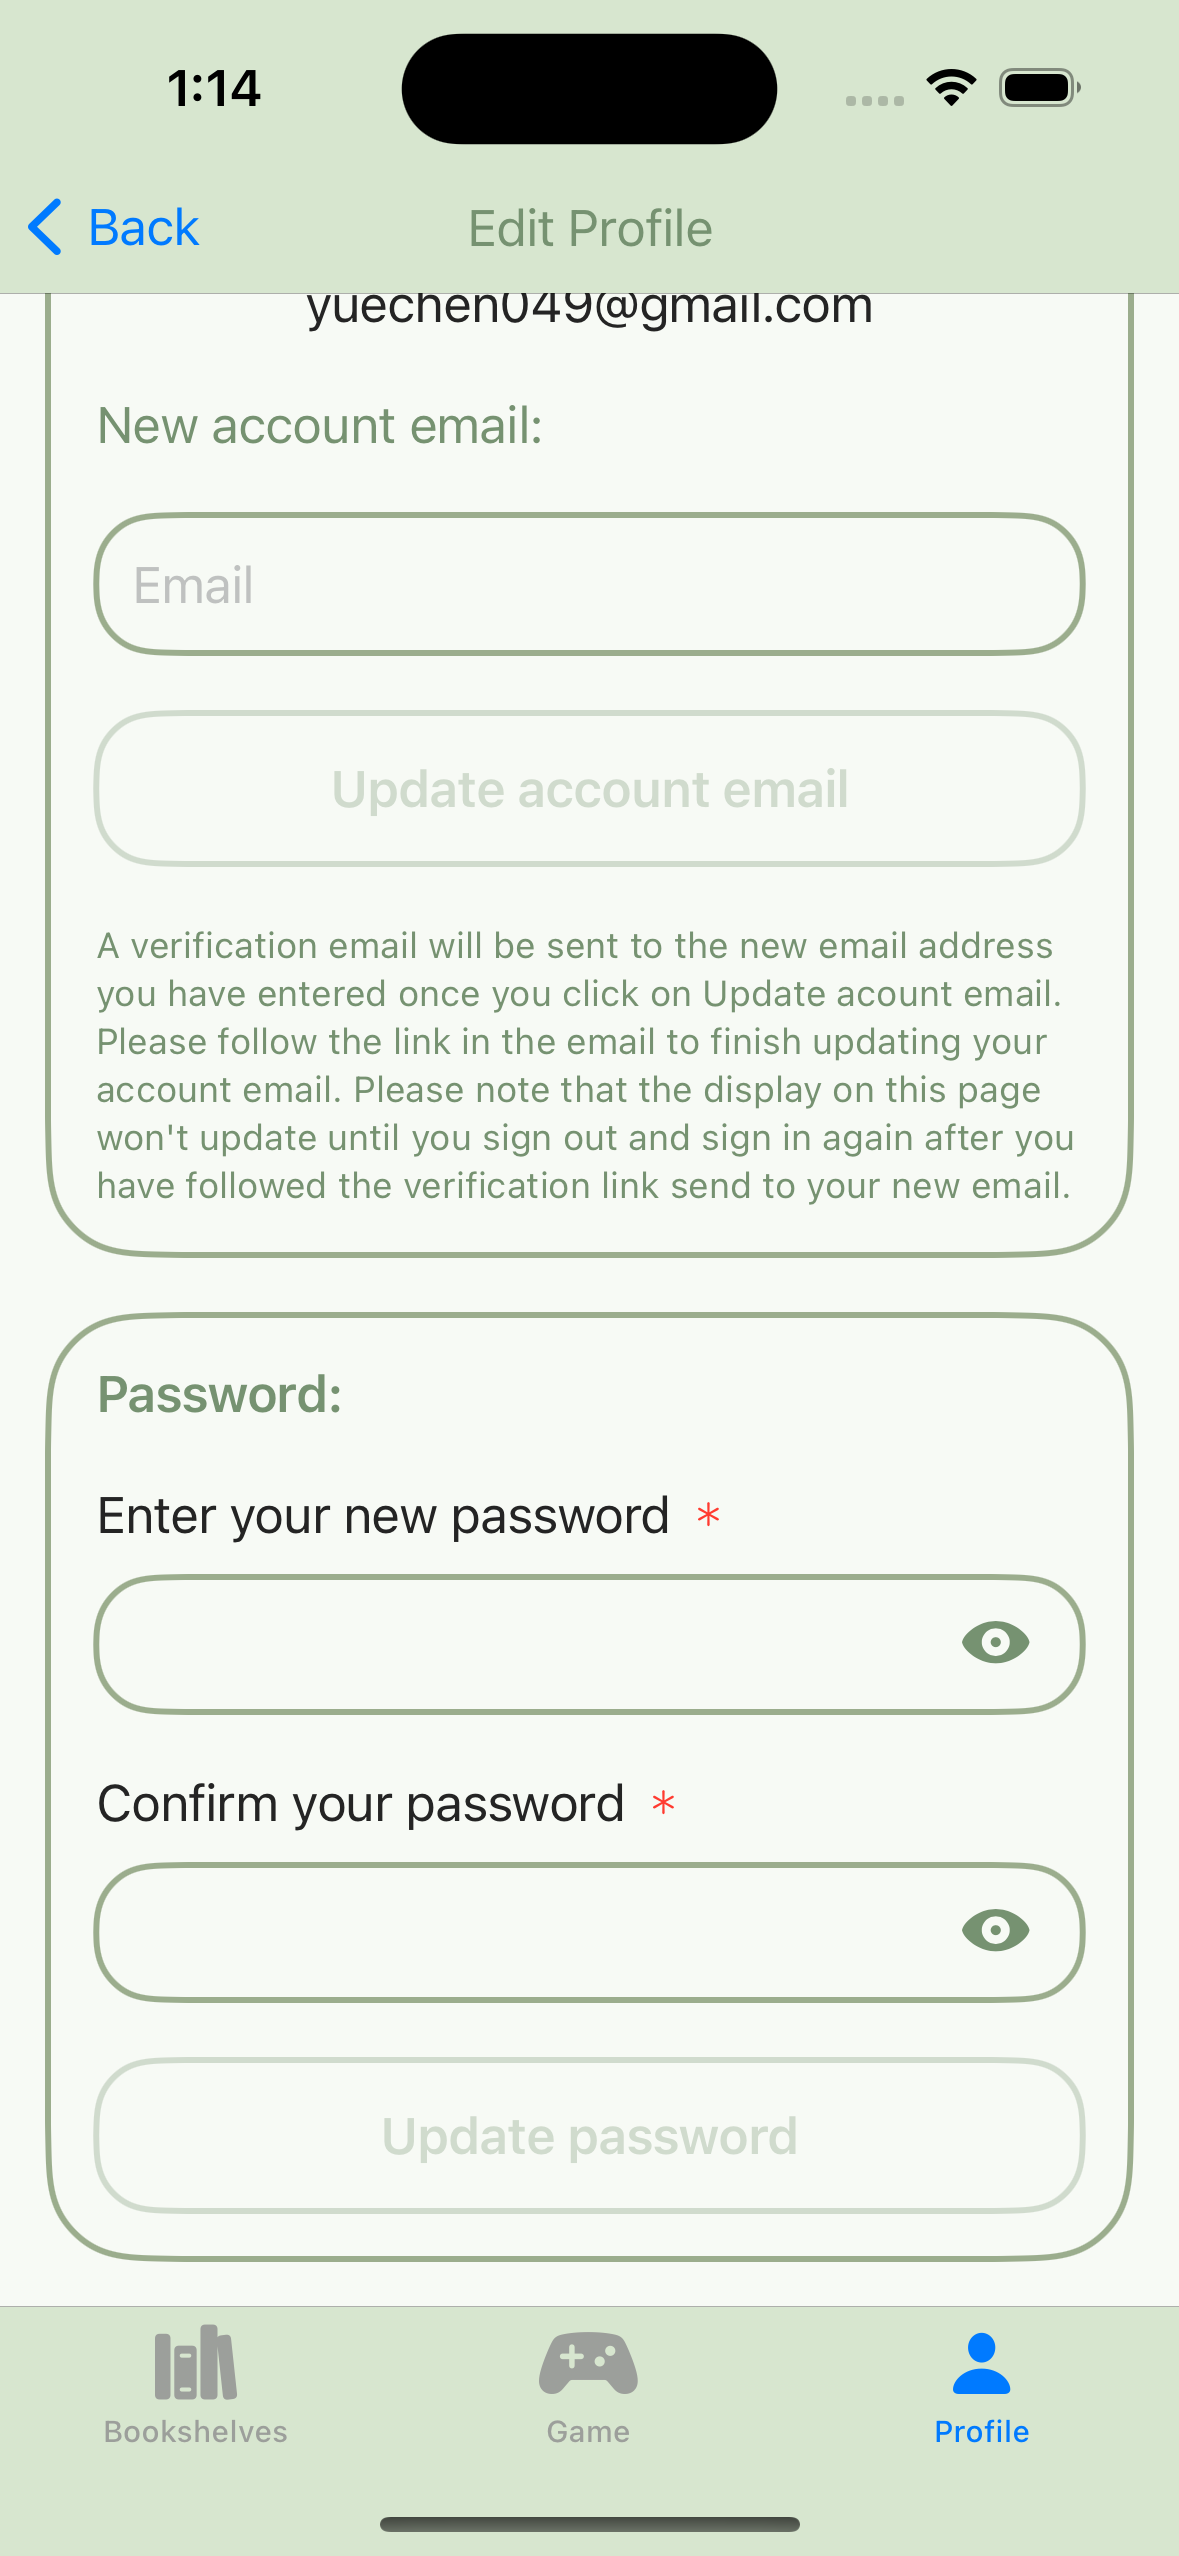 1:14
Back
Edit Profile
yuechen049@gmail.com
New account email:
Email
Update account email
A verification email will be sent to the new email address
you have entered once you click on Update acount email.
Please follow the link in the email to finish updating your
account email. Please note that the display on this page
won't update until you sign out and sign in again after you
have followed the verification link send to your new email.
Password:
Enter your new password *
Confirm your password *
Update password
Bookshelves
Game
Profile